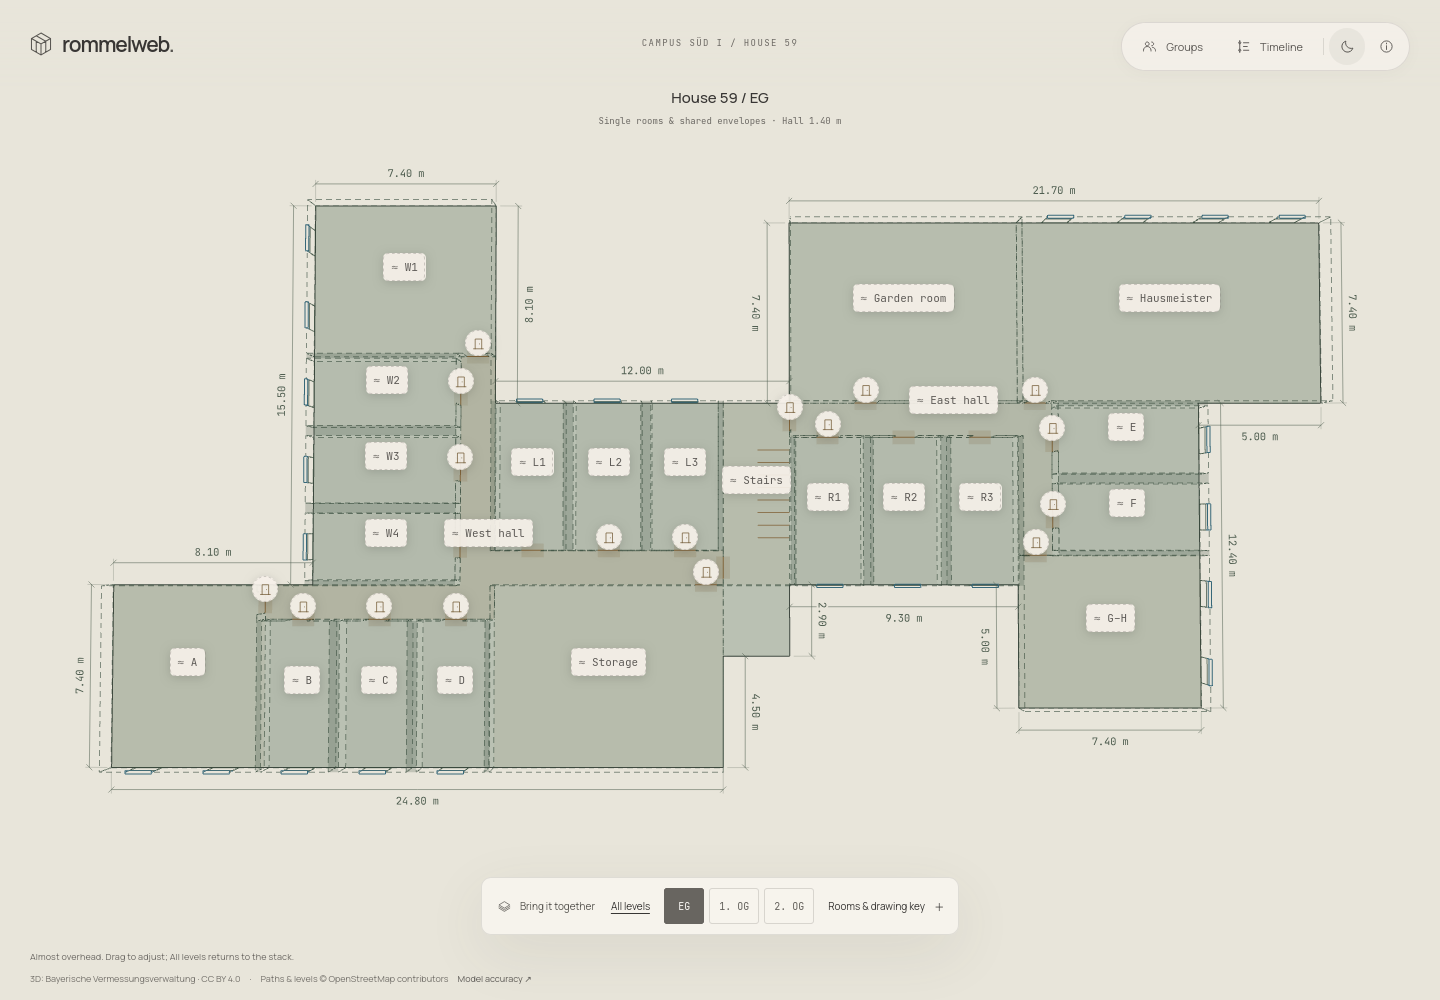 rommelweb.
CAMPUS SÜD I / HOUSE 59
Groups
Timeline
House 59 / EG
Single rooms & shared envelopes · Hall 1.40 m
7.40 m
21.70 m
≈ W1
8.10 m
7.40 m
≈ Garden room
≈ Hausmeister
7.40 m
15.50 m
≈ W2
12.00 m
≈ East hall
≈ E
5.00 m
≈ W3
≈ L1
≈ L2
≈ L3
≈ Stairs
≈ R1
≈ R2
≈ R3
≈ F
≈ W4
≈ West hall
8.10 m
12.40 m
2.90 m
9.30 m
5.00 m
≈ G–H
7.40 m
≈ A
≈ B
≈ C
≈ D
≈ Storage
4.50 m
7.40 m
24.80 m
Bring it together
All levels
EG
1. OG
2. OG
Rooms & drawing key +
Almost overhead. Drag to adjust; All levels returns to the stack.
3D: Bayerische Vermessungsverwaltung · CC BY 4.0 · Paths & levels © OpenStreetMap contributors Model accuracy ↗